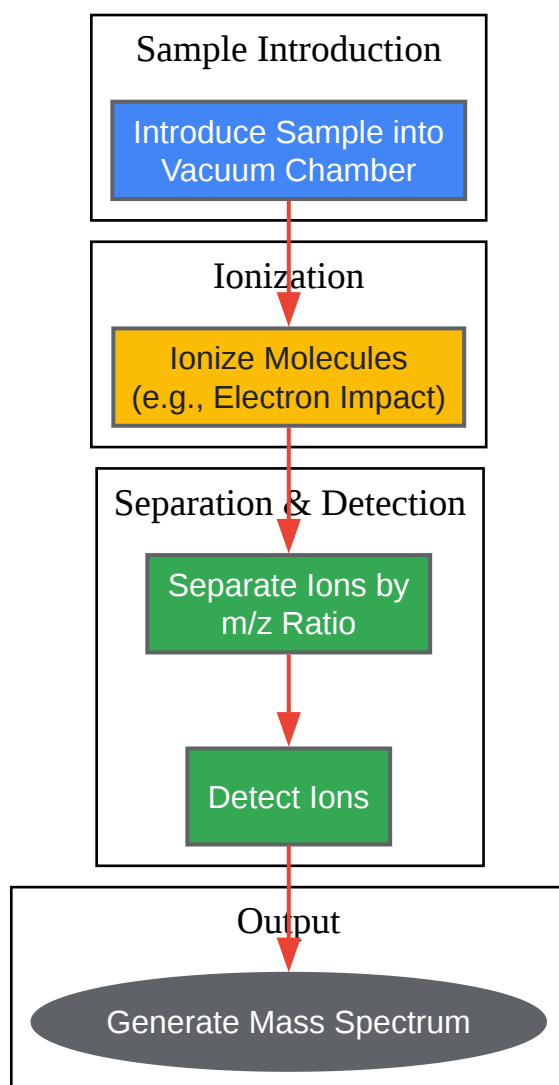 Sample Introduction
Introduce Sample into
Vacuum Chamber
Ionization
Ionize Molecules
(e.g., Electron Impact)
Separation & Detection
Separate Ions by
m/z Ratio
Detect Ions
Output
Generate Mass Spectrum